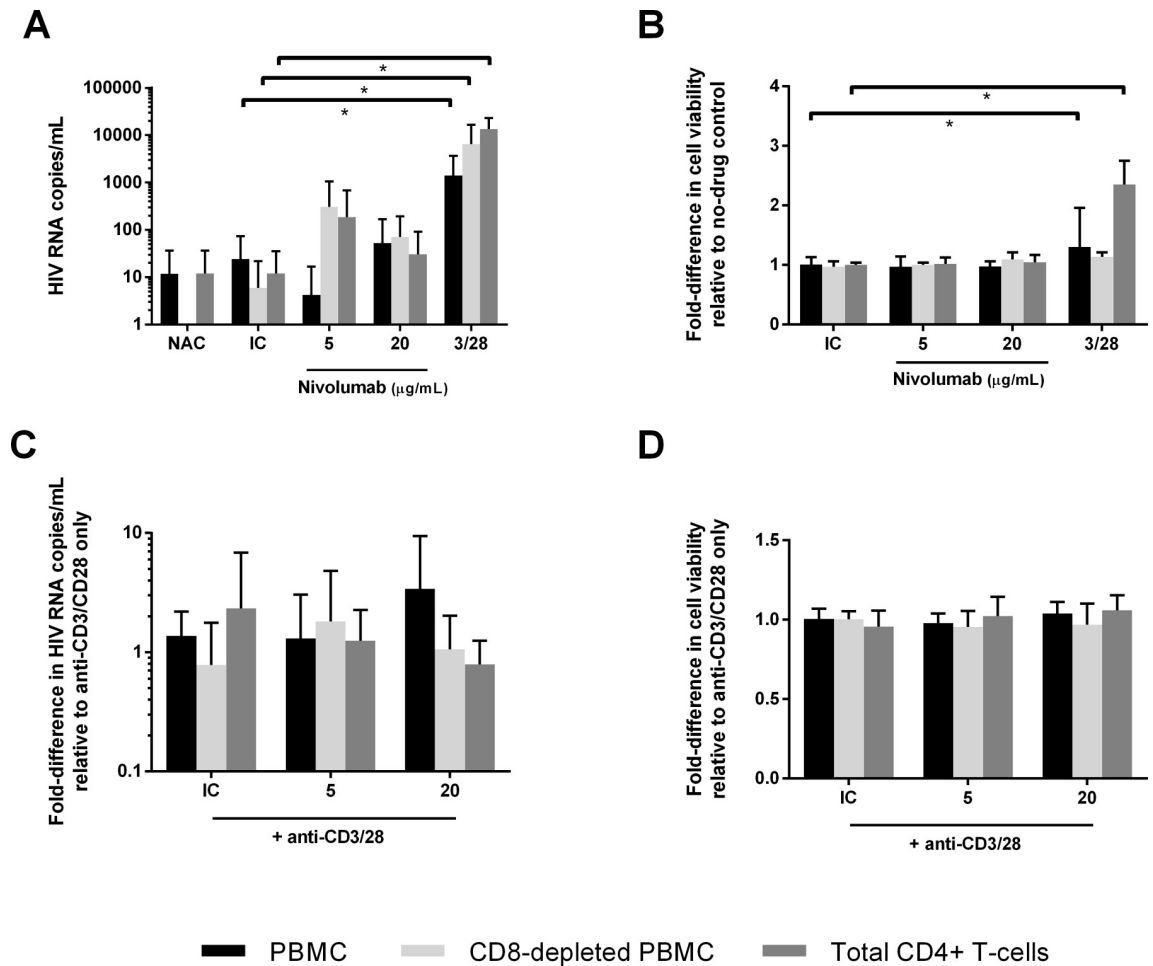 A
HIV RNA copies/mL
100000
10000
1000
100
10
1
*
*
*
NAC IC 5 20 3/28
Nivolumab (μg/mL)
B
Fold-difference in cell viability
relative to no-drug control
4
3
2
1
0
*
*
IC 5 20 3/28
Nivolumab (μg/mL)
C
Fold-difference in HIV RNA copies/mL
relative to anti-CD3/CD28 only
10
1
0.1
IC 5 20
+ anti-CD3/28
D
Fold-difference in cell viability
relative to anti-CD3/CD28 only
1.5
1.0
0.5
0.0
IC 5 20
+ anti-CD3/28
PBMC CD8-depleted PBMC Total CD4+ T-cells